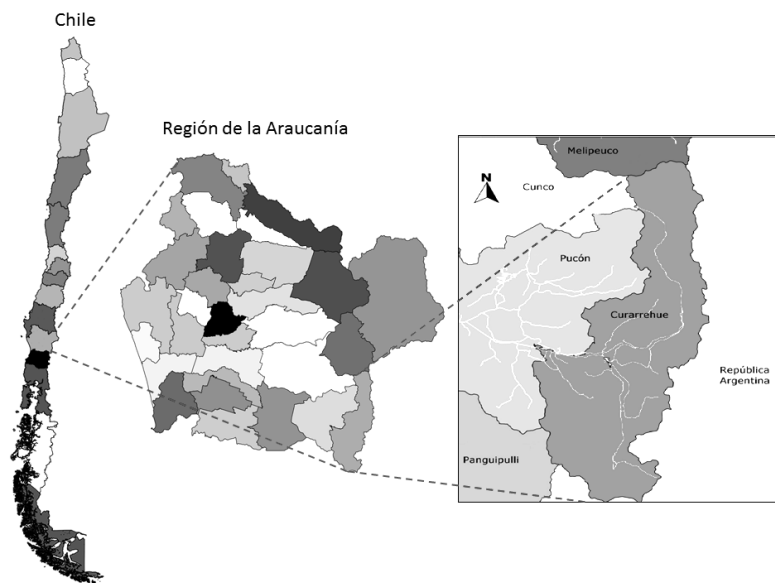 Chile
Región de la Araucanía
Melipeuco
N
Cunco
Pucón
Curarrehue
República
Argentina
Panguipulli